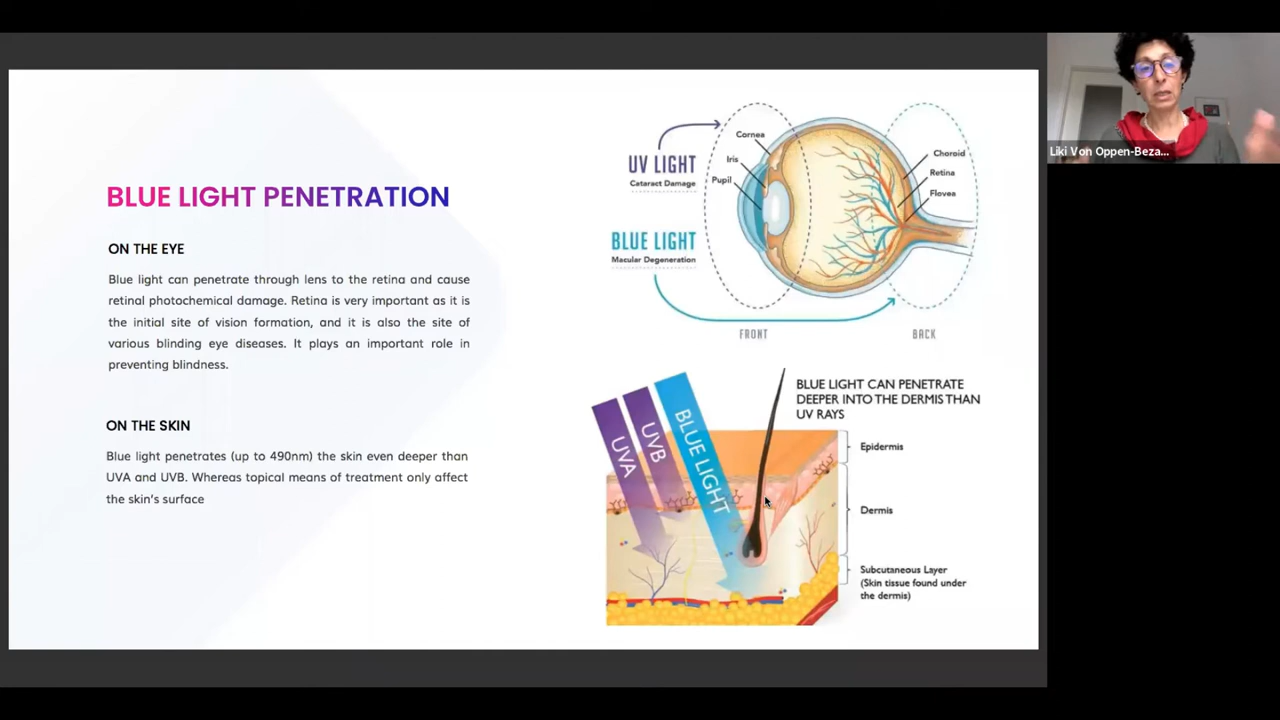 BLUE LIGHT PENETRATION
ON THE EYE
Blue light can penetrate through lens to the retina and cause
retinal photochemical damage. Retina is very important as it is
the initial site of vision formation, and it is also the site of
various blinding eye diseases. It plays an important role in
preventing blindness.
ON THE SKIN
Blue light penetrates (up to 490nm) the skin even deeper than
UVA and UVB. Whereas topical means of treatment only affect
the skin's surface
UV LIGHT
Cataract Damage
BLUE LIGHT
Macular Degeneration
Cornea
Iris
Pupil
Choroid
Retina
Flovea
FRONT
BACK
UVA
UVB
BLUE LIGHT
BLUE LIGHT CAN PENETRATE
DEEPER INTO THE DERMIS THAN
UV RAYS
Epidermis
Dermis
Subcutaneous Layer
(Skin tissue found under
the dermis)
Liki Von Oppen-Beza...